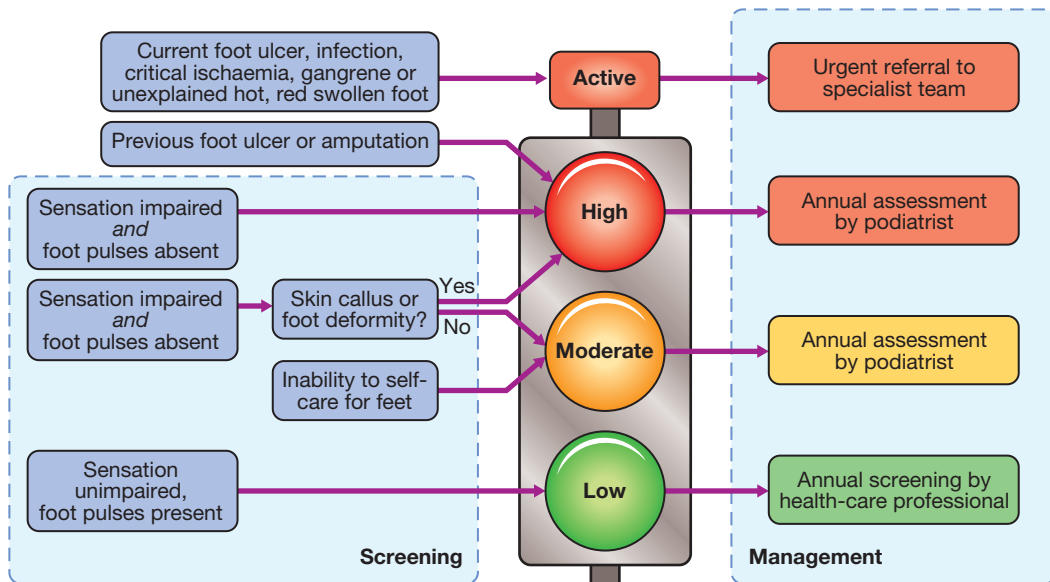 Current foot ulcer, infection,
critical ischaemia, gangrene or
unexplained hot, red swollen foot
Active
Urgent referral to
specialist team
Previous foot ulcer or amputation
Sensation impaired
and
foot pulses absent
High
Annual assessment
by podiatrist
Sensation impaired
and
foot pulses absent
Skin callus or
foot deformity?
Yes
No
Moderate
Annual assessment
by podiatrist
Inability to self-
care for feet
Sensation
unimpaired,
foot pulses present
Low
Annual screening by
health-care professional
Screening
Management